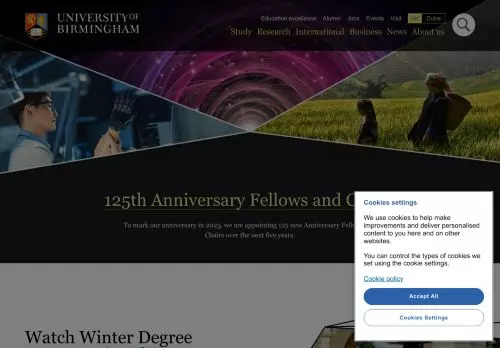 UNIVERSITY OF
BIRMINGHAM
Education excellence Alumni Jobs Events Visit UK Dubai
Study Research International Business News About us
125th Anniversary Fellows and C
To mark our anniversary in 2025, we are appointing 125 new Anniversary Fello
Chairs over the next five years.
Cookies settings
We use cookies to help make
improvements and deliver personalised
content to you here and on other
websites.
You can control the types of cookies we
set using the cookie settings.
Cookie policy
Accept All
Cookies Settings
Watch Winter Degree